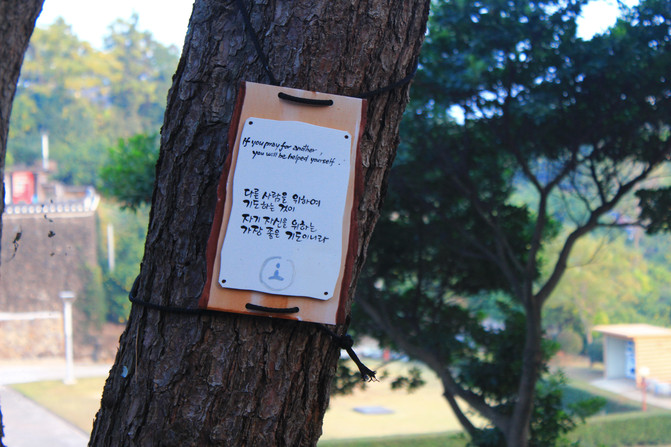 If you pray for another,
you will be helped yourself.
다른 사람을 위하여
기도하는 것이
자기 자신을 위하는
가장 좋은 기도이니라